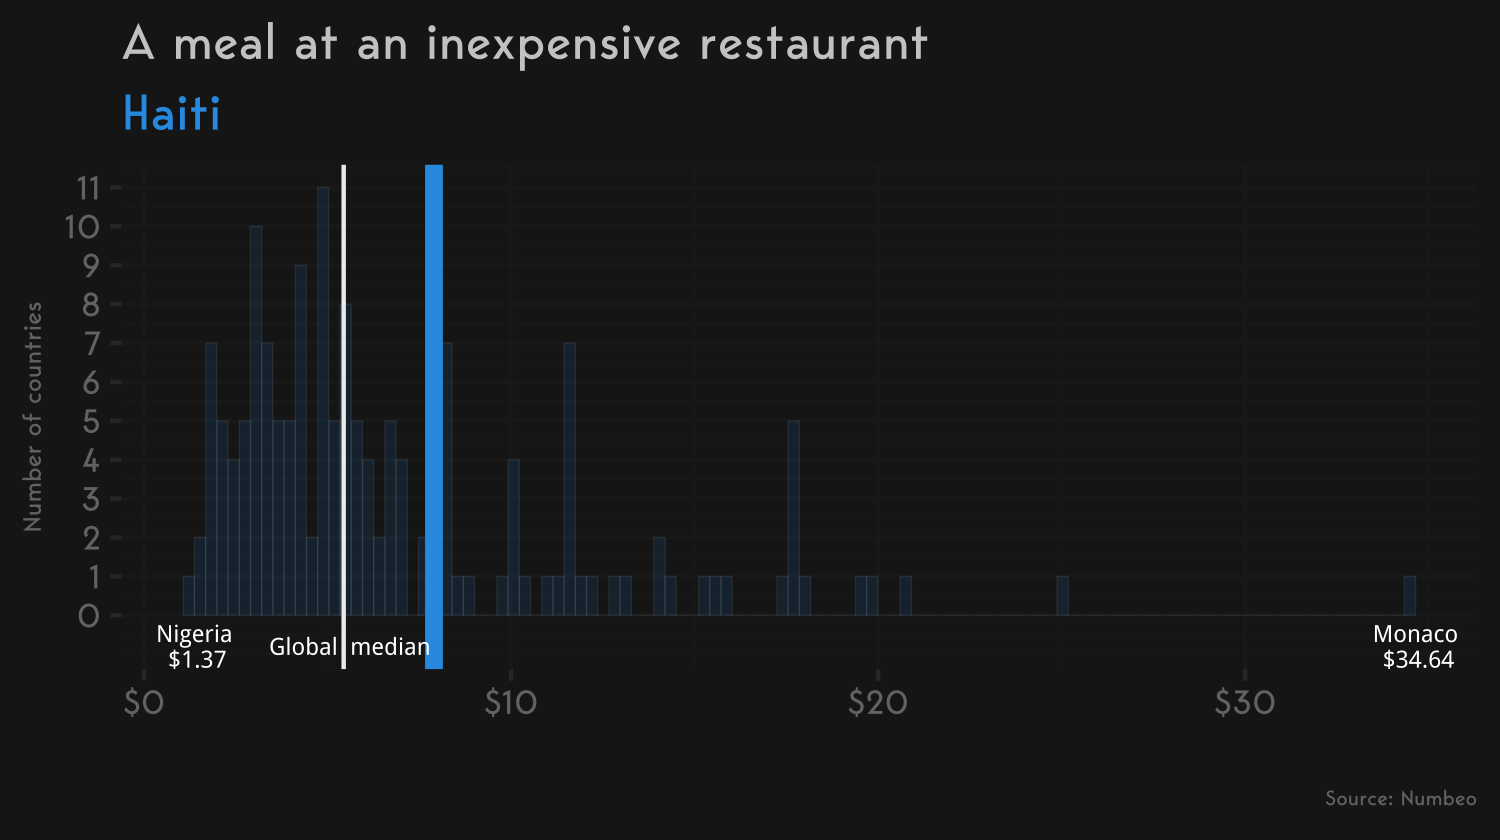 A meal at an inexpensive restaurant
Haiti
Number of countries
11
10
9
8
7
6
5
4
3
2
1
0
Nigeria
$1.37
Global median
Monaco
$34.64
$0 $10 $20 $30
Source: Numbeo